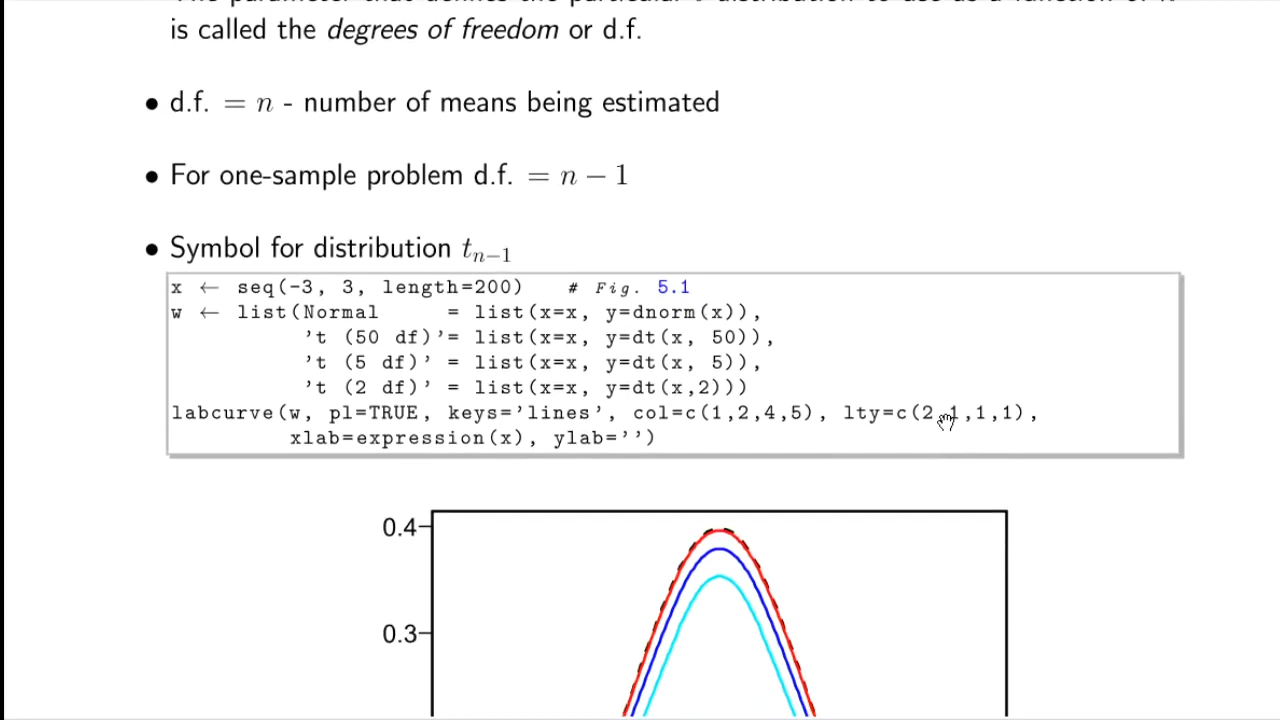 is called the degrees of freedom or d.f.
• d.f. = n - number of means being estimated
• For one-sample problem d.f. = n − 1
• Symbol for distribution tₙ₋₁
x ← seq(-3, 3, length=200) # Fig. 5.1
w ← list(Normal = list(x=x, y=dnorm(x)),
't (50 df)'= list(x=x, y=dt(x, 50)),
't (5 df)' = list(x=x, y=dt(x, 5)),
't (2 df)' = list(x=x, y=dt(x,2)))
labcurve(w, pl=TRUE, keys='lines', col=c(1,2,4,5), lty=c(2,1,1,1),
xlab=expression(x), ylab='')
0.4
0.3